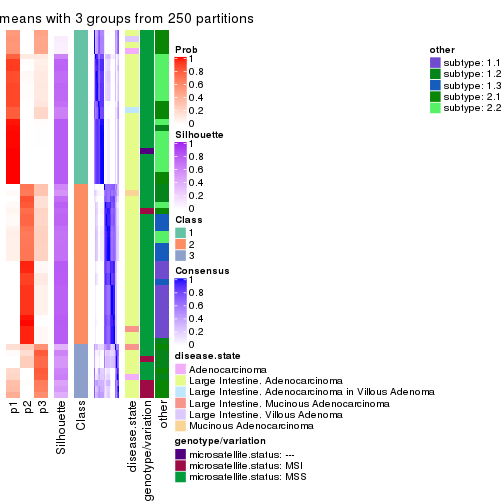 means with 3 groups from 250 partitions
Prob
1
0.8
0.6
0.4
0.2
0
Silhouette
1
0.8
0.6
0.4
0.2
0
Class
1
2
3
Consensus
1
0.8
0.6
0.4
0.2
0
disease.state
Adenocarcinoma
Large Intestine. Adenocarcinoma
Large Intestine. Adenocarcinoma in Villous Adenoma
Large Intestine. Mucinous Adenocarcinoma
Large Intestine. Villous Adenoma
Mucinous Adenocarcinoma
genotype/variation
microsatellite.status: ---
microsatellite.status: MSI
microsatellite.status: MSS
other
subtype: 1.1
subtype: 1.2
subtype: 1.3
subtype: 2.1
subtype: 2.2
p1
p2
p3
Silhouette
Class
disease.state
genotype/variation
other